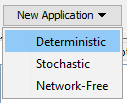 New Application
Deterministic
Stochastic
Network-Free